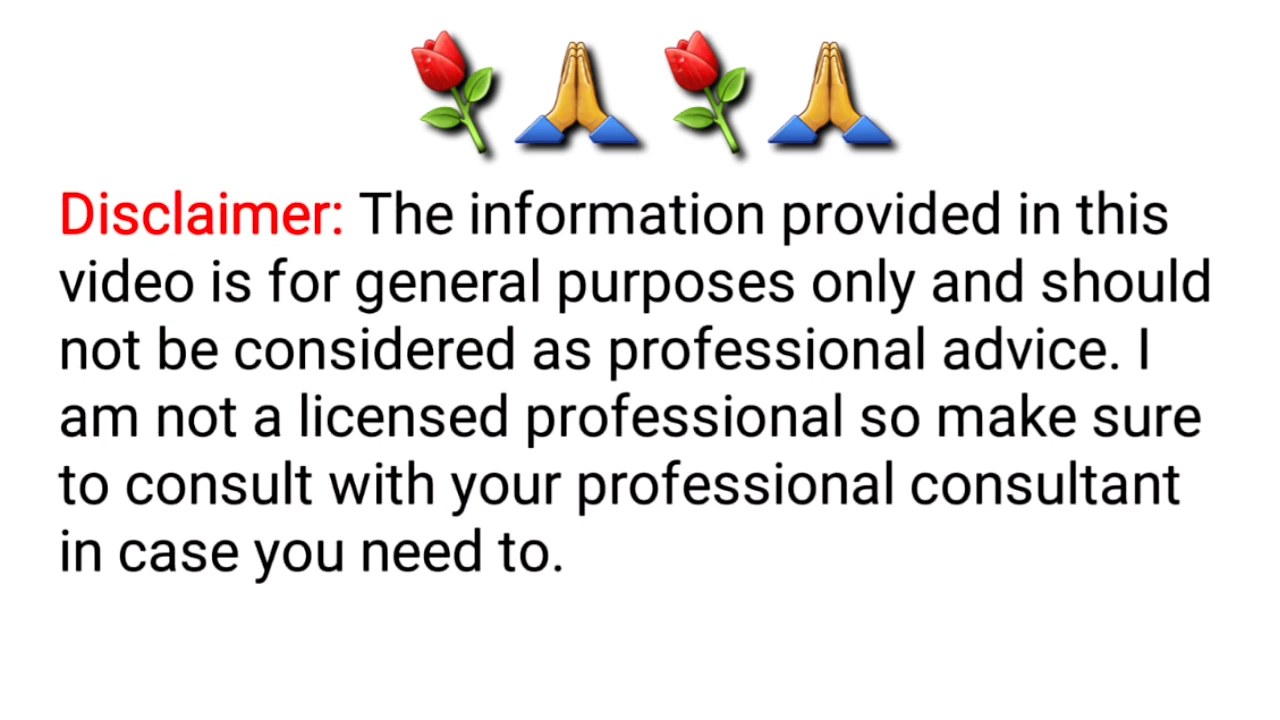 Disclaimer: The information provided in this
video is for general purposes only and should
not be considered as professional advice. I
am not a licensed professional so make sure
to consult with your professional consultant
in case you need to.